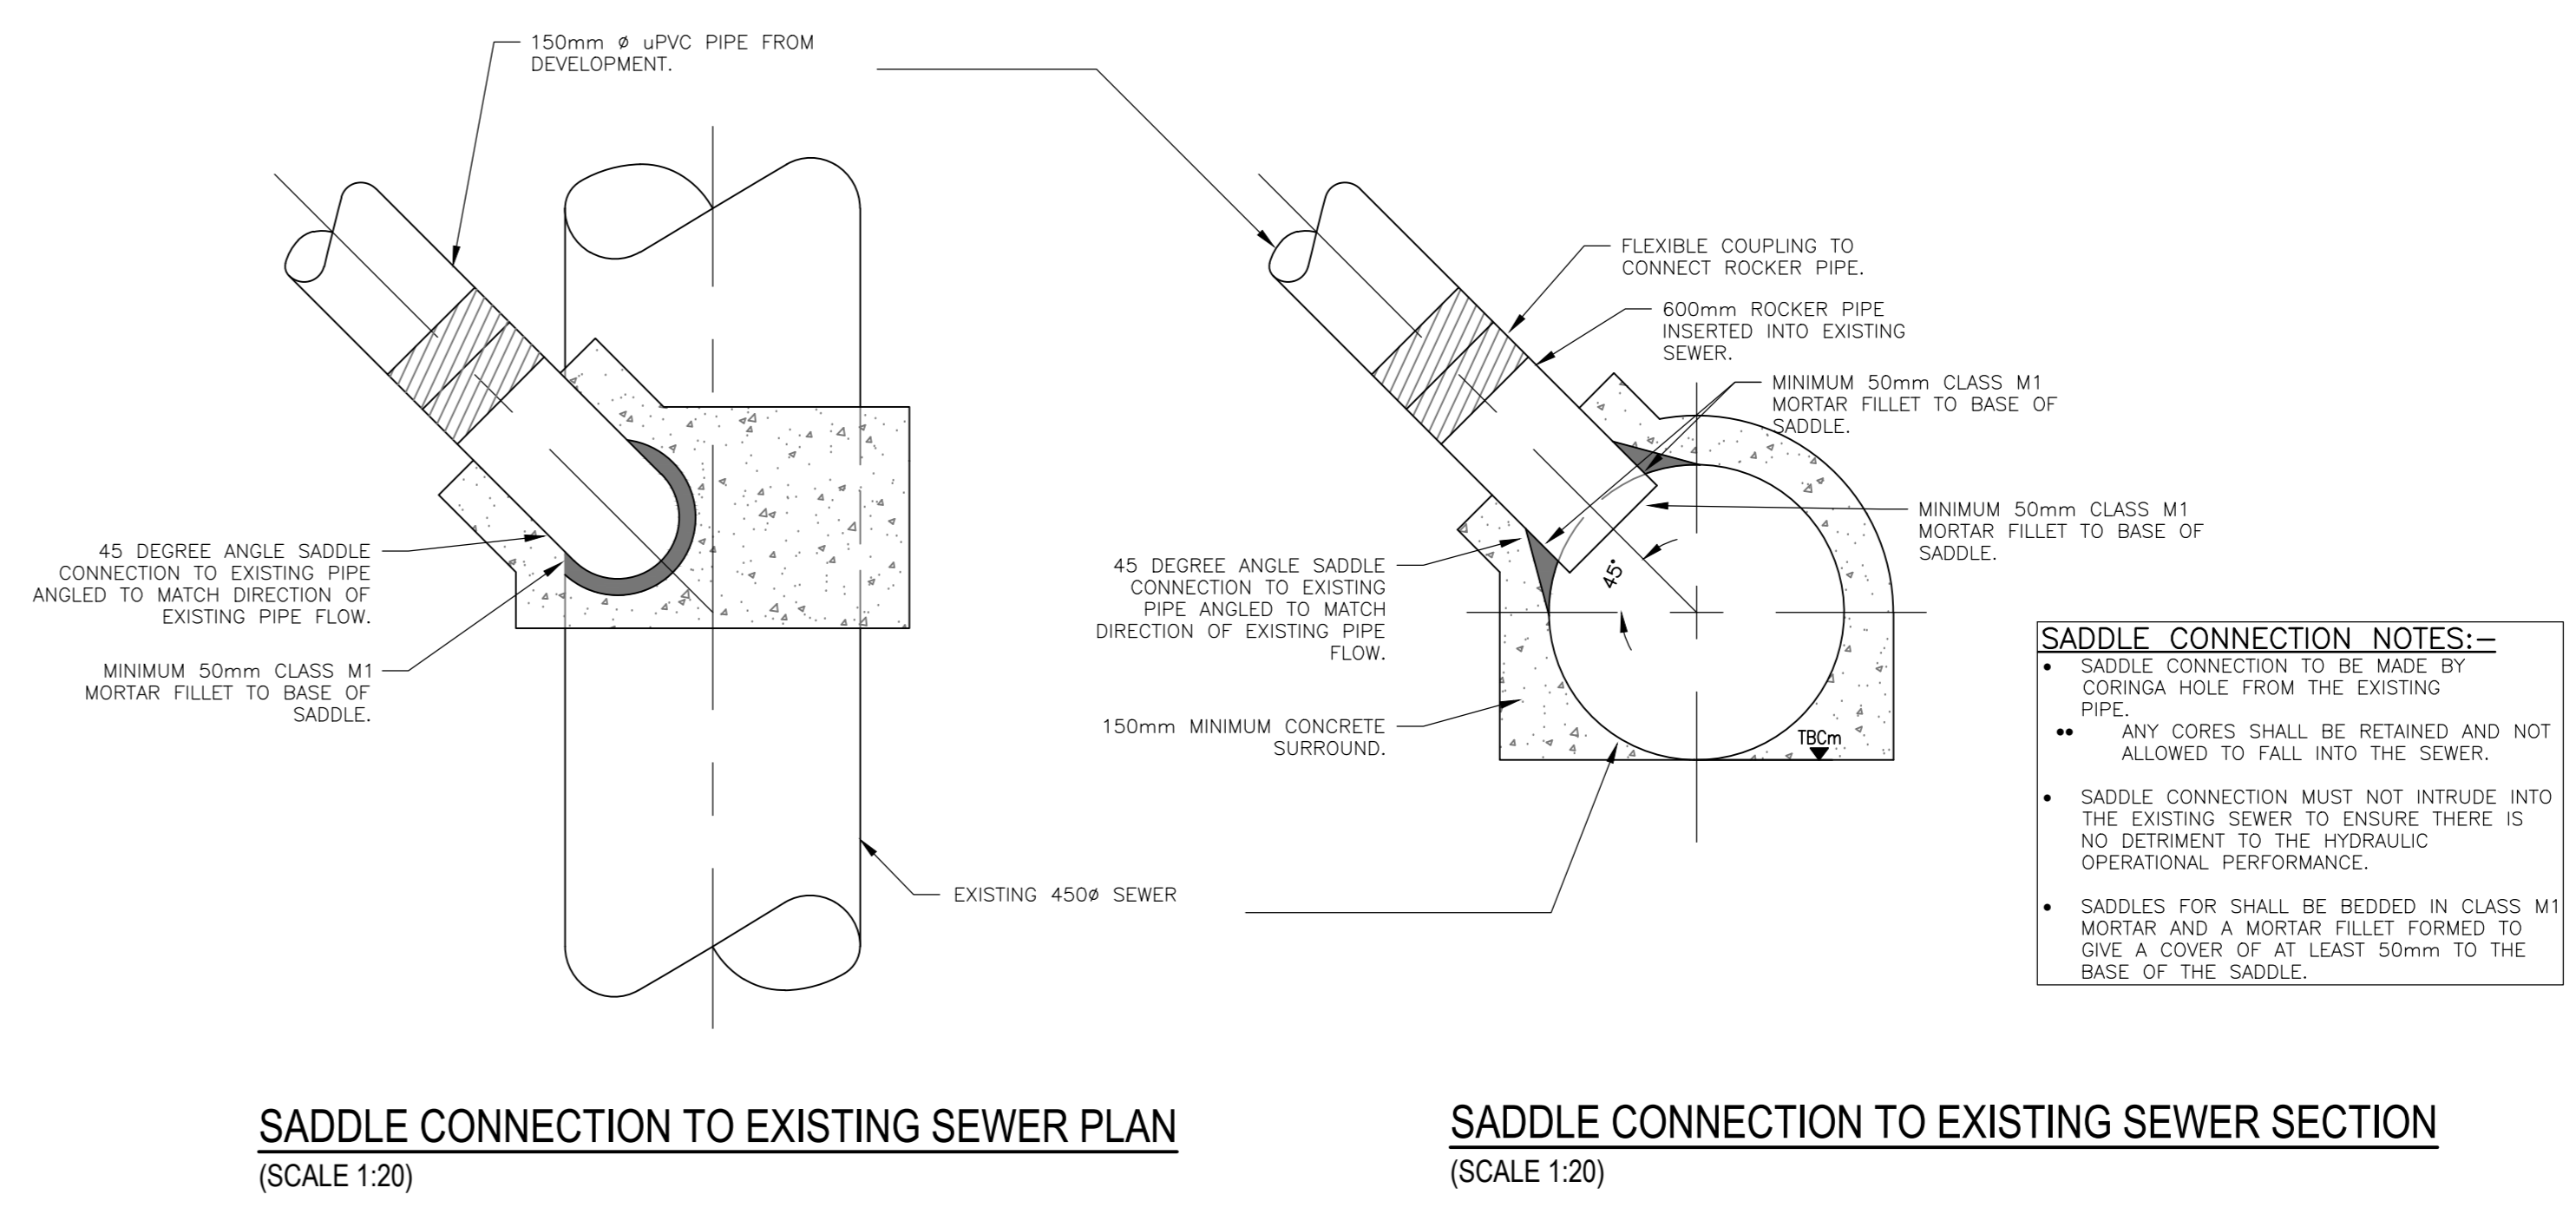 150mm ø uPVC PIPE FROM
DEVELOPMENT.
45 DEGREE ANGLE SADDLE
CONNECTION TO EXISTING PIPE
ANGLED TO MATCH DIRECTION OF
EXISTING PIPE FLOW.
MINIMUM 50mm CLASS M1
MORTAR FILLET TO BASE OF
SADDLE.
EXISTING 450ø SEWER
SADDLE CONNECTION TO EXISTING SEWER PLAN
(SCALE 1:20)
FLEXIBLE COUPLING TO
CONNECT ROCKER PIPE.
600mm ROCKER PIPE
INSERTED INTO EXISTING
SEWER.
MINIMUM 50mm CLASS M1
MORTAR FILLET TO BASE OF
SADDLE.
MINIMUM 50mm CLASS M1
MORTAR FILLET TO BASE OF
SADDLE.
45 DEGREE ANGLE SADDLE
CONNECTION TO EXISTING
PIPE ANGLED TO MATCH
DIRECTION OF EXISTING PIPE
FLOW.
45°
150mm MINIMUM CONCRETE
SURROUND.
TBCm
SADDLE CONNECTION TO EXISTING SEWER SECTION
(SCALE 1:20)
SADDLE CONNECTION NOTES:–
• SADDLE CONNECTION TO BE MADE BY
CORINGA HOLE FROM THE EXISTING
PIPE.
•• ANY CORES SHALL BE RETAINED AND NOT
ALLOWED TO FALL INTO THE SEWER.
• SADDLE CONNECTION MUST NOT INTRUDE INTO
THE EXISTING SEWER TO ENSURE THERE IS
NO DETRIMENT TO THE HYDRAULIC
OPERATIONAL PERFORMANCE.
• SADDLES FOR SHALL BE BEDDED IN CLASS M1
MORTAR AND A MORTAR FILLET FORMED TO
GIVE A COVER OF AT LEAST 50mm TO THE
BASE OF THE SADDLE.